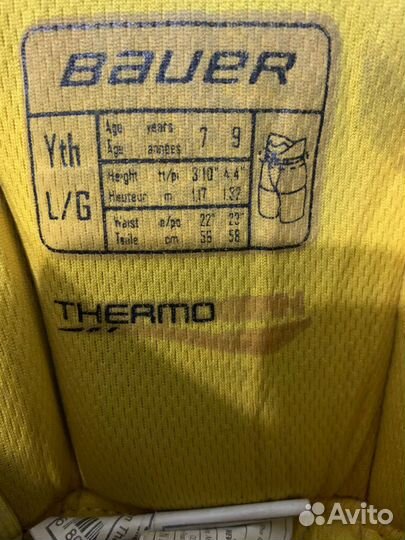 BAUER
Yth
L/G
Age years 7 9
Age années
Height ft/pi 3'10" 4'4"
Hauteur m 1,17 1,32
Waist in/po 22" 23"
Taille cm 56 58
THERMO
Avito